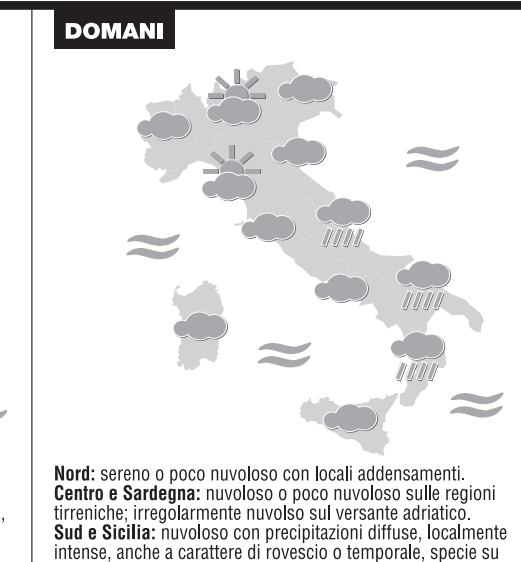 DOMANI
Nord: sereno o poco nuvoloso con locali addensamenti.
Centro e Sardegna: nuvoloso o poco nuvoloso sulle regioni
tirreniche; irregolarmente nuvolso sul versante adriatico.
Sud e Sicilia: nuvoloso con precipitazioni diffuse, localmente
intense, anche a carattere di rovescio o temporale, specie su